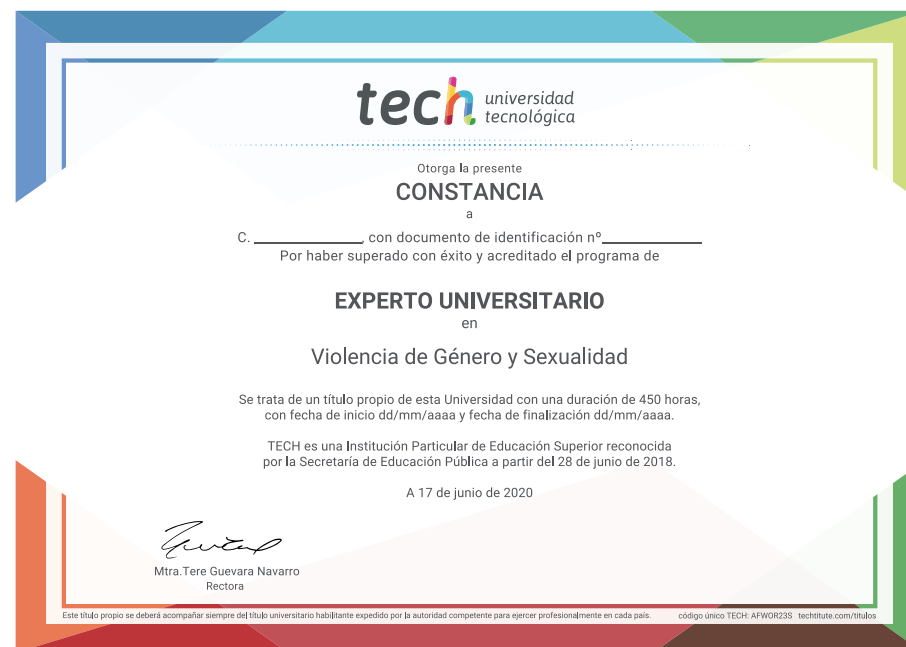 tech universidad
tecnológica
Otorga la presente
CONSTANCIA
a
C. ____________, con documento de identificación nº____________
Por haber superado con éxito y acreditado el programa de
EXPERTO UNIVERSITARIO
en
Violencia de Género y Sexualidad
Se trata de un título propio de esta Universidad con una duración de 450 horas,
con fecha de inicio dd/mm/aaaa y fecha de finalización dd/mm/aaaa.
TECH es una Institución Particular de Educación Superior reconocida
por la Secretaría de Educación Pública a partir del 28 de junio de 2018.
A 17 de junio de 2020
Mtra.Tere Guevara Navarro
Rectora
Este título propio se deberá acompañar siempre del título universitario habilitante expedido por la autoridad competente para ejercer profesionalmente en cada país. código único TECH: AFWOR23S techtitute.com/titulos